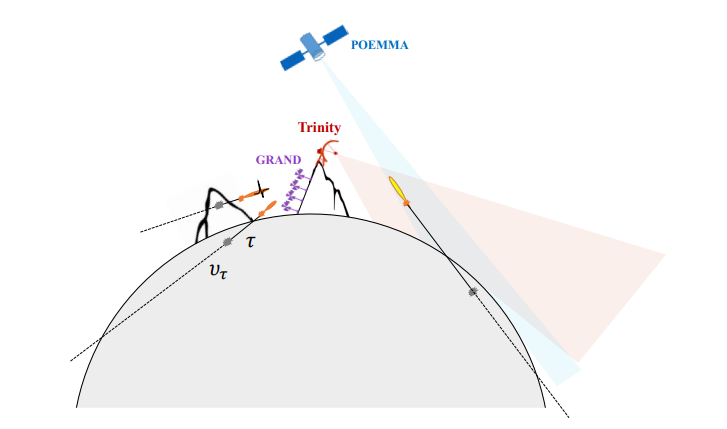 POEMMA
Trinity
GRAND
τ
υτ